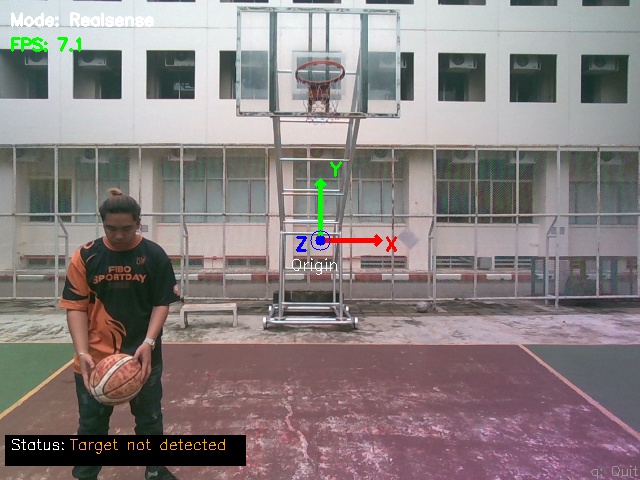 Mode: Realsense
FPS: 7.1
Y
Z
X
Origin
FIBO
SPORTDAY
Status: Target not detected
q: Quit